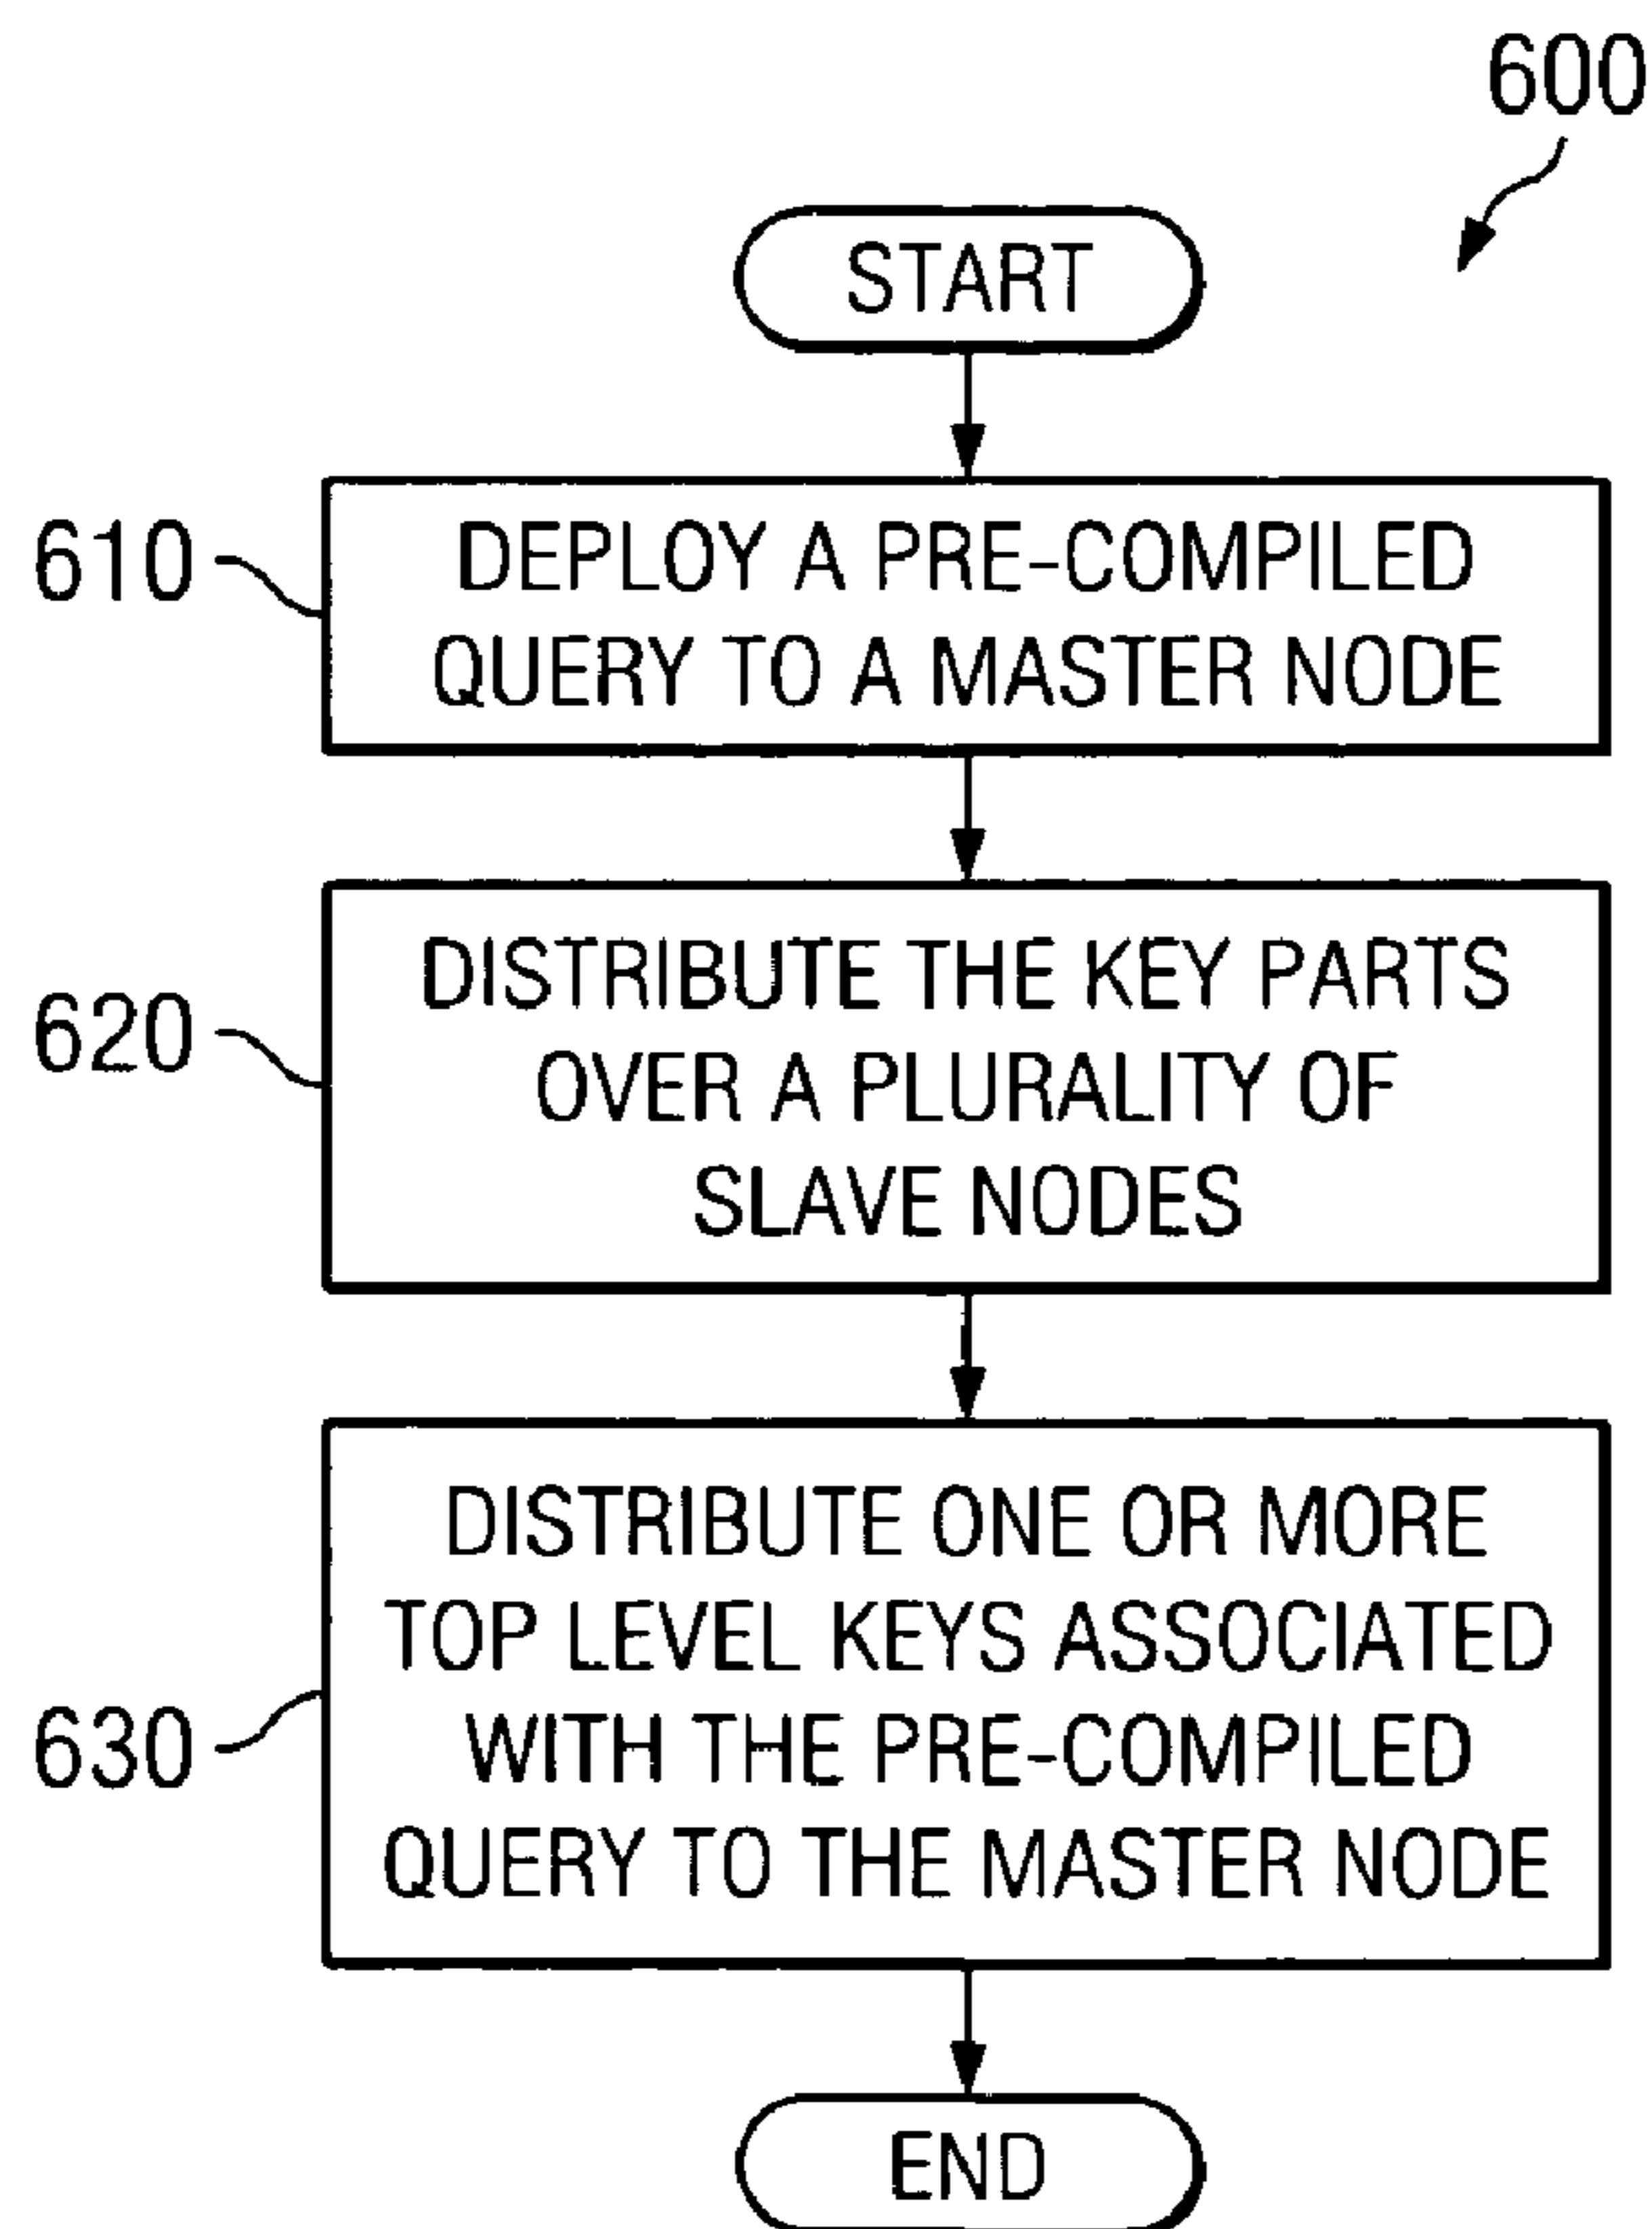 600
START
610
DEPLOY A PRE-COMPILED
QUERY TO A MASTER NODE
620
DISTRIBUTE THE KEY PARTS
OVER A PLURALITY OF
SLAVE NODES
630
DISTRIBUTE ONE OR MORE
TOP LEVEL KEYS ASSOCIATED
WITH THE PRE-COMPILED
QUERY TO THE MASTER NODE
END